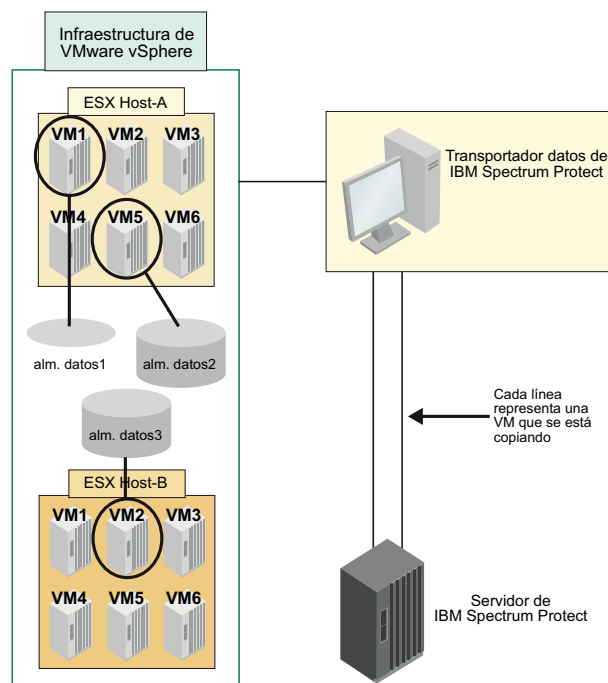 Infraestructura de
VMware vSphere
ESX Host-A
VM1 VM2 VM3
VM4 VM5 VM6
alm. datos1
alm. datos2
alm. datos3
ESX Host-B
VM1 VM2 VM3
VM4 VM5 VM6
Transportador datos de
IBM Spectrum Protect
Cada línea
representa una
VM que se está
copiando
Servidor de
IBM Spectrum Protect